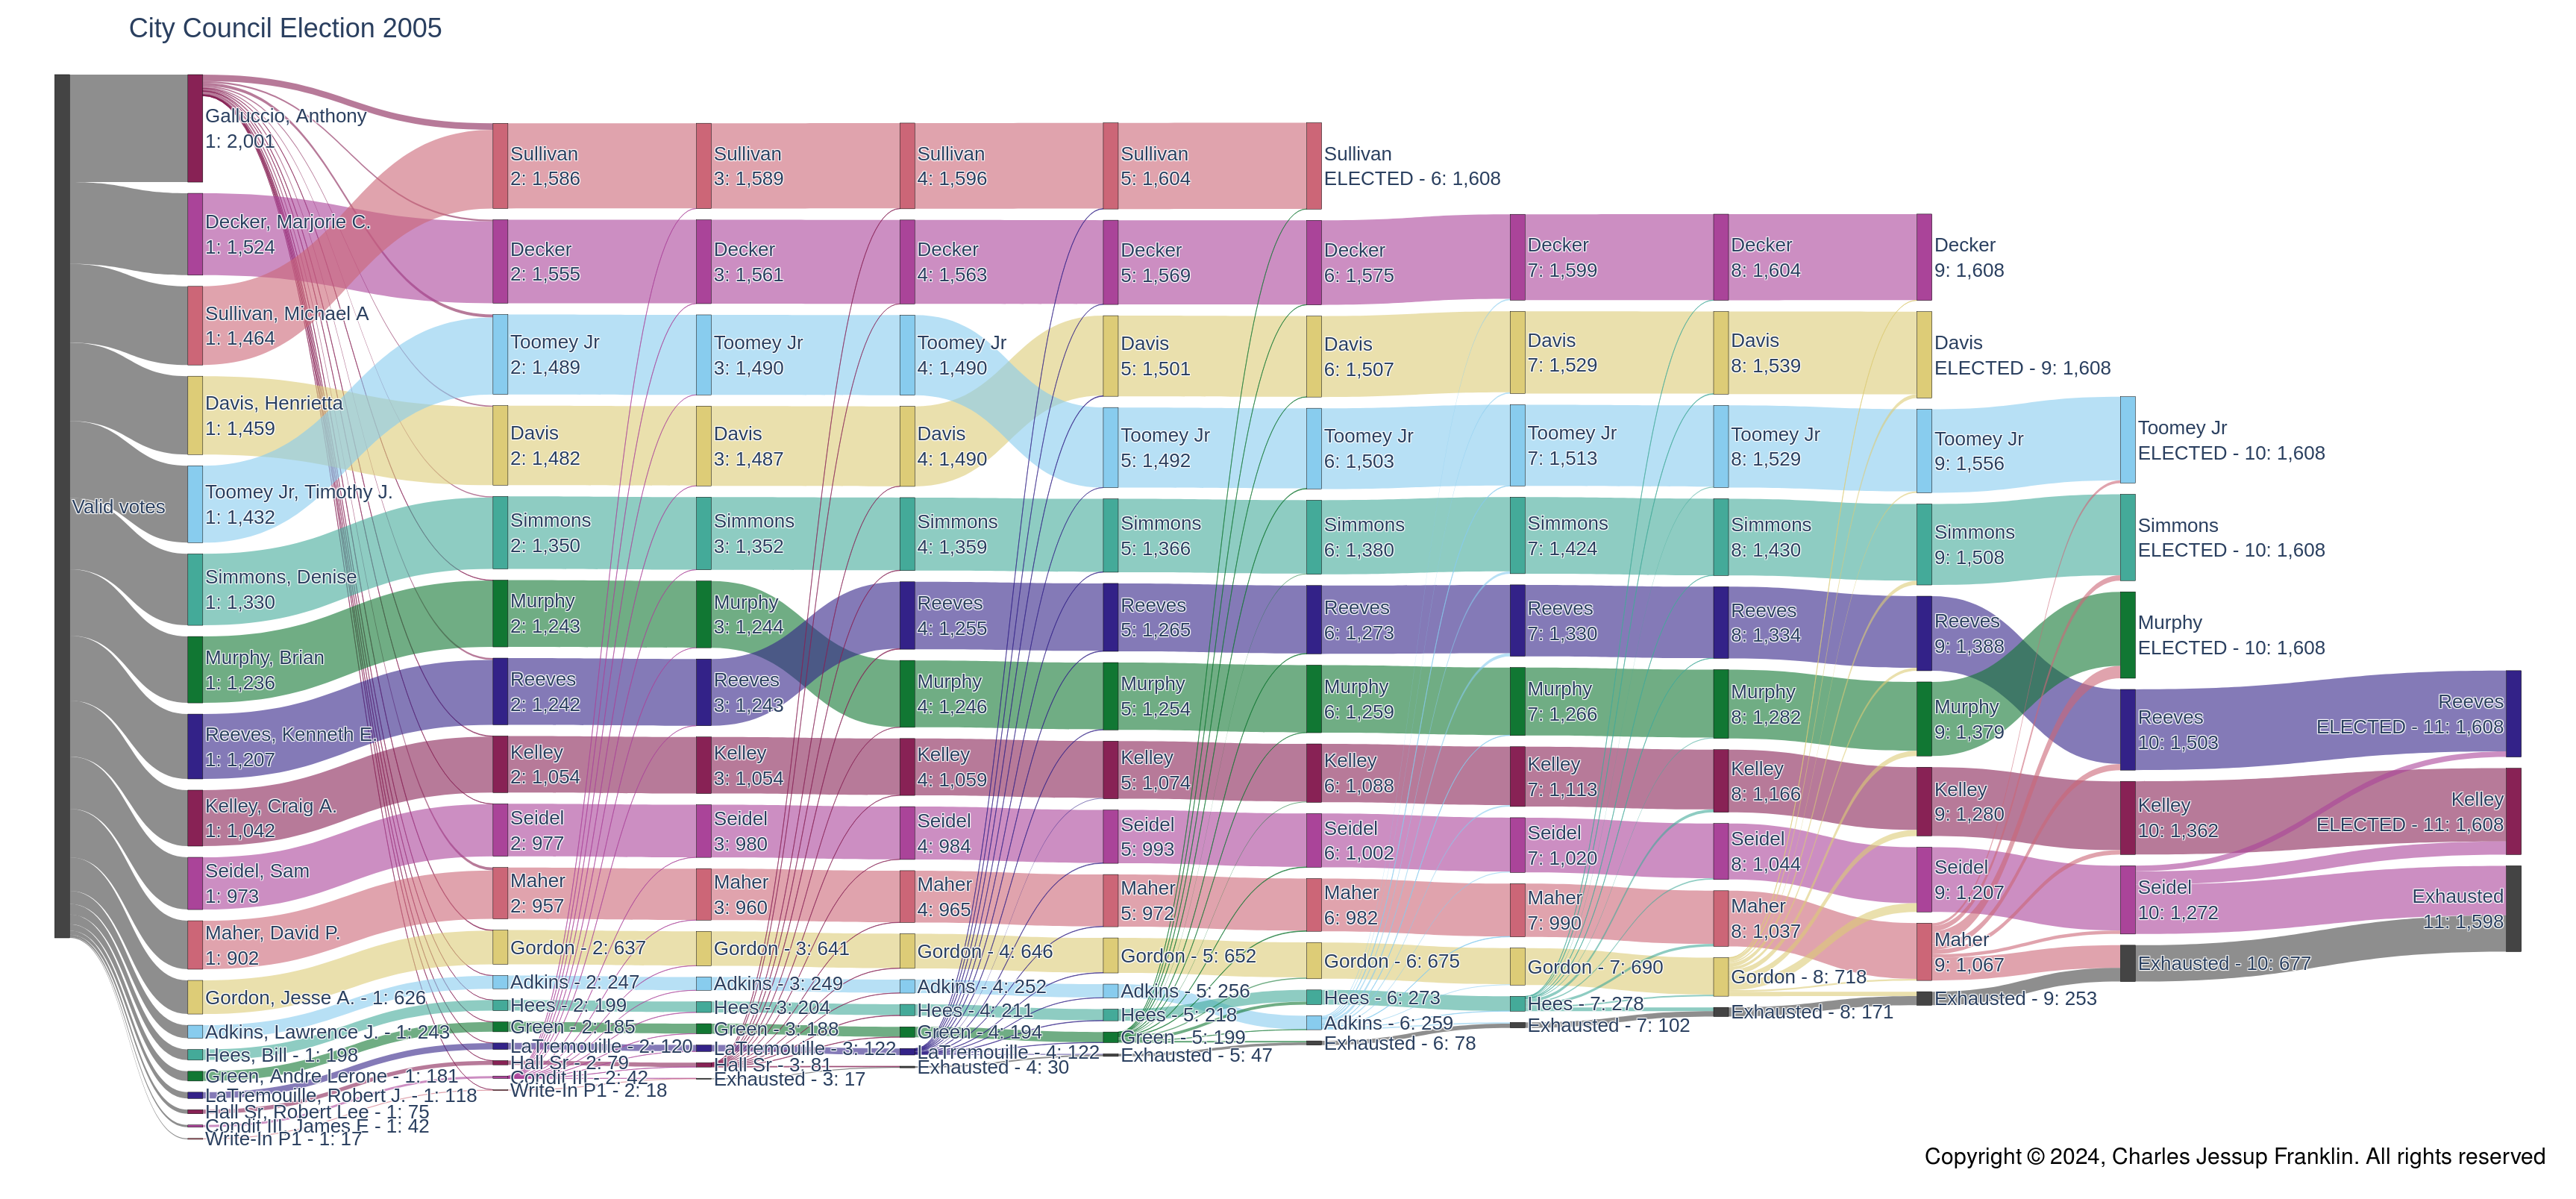 City Council Election 2005
Valid votes
Galluccio, Anthony
1: 2,001
Decker, Marjorie C.
1: 1,524
Sullivan, Michael A
1: 1,464
Davis, Henrietta
1: 1,459
Toomey Jr, Timothy J.
1: 1,432
Simmons, Denise
1: 1,330
Murphy, Brian
1: 1,236
Reeves, Kenneth E.
1: 1,207
Kelley, Craig A.
1: 1,042
Seidel, Sam
1: 973
Maher, David P.
1: 902
Gordon, Jesse A. - 1: 626
Adkins, Lawrence J. - 1: 243
Hees, Bill - 1: 198
Green, Andre Lerone - 1: 181
LaTremouille, Robert J. - 1: 118
Hall Sr, Robert Lee - 1: 75
Condit III, James E - 1: 42
Write-In P1 - 1: 17
Sullivan
2: 1,586
Decker
2: 1,555
Toomey Jr
2: 1,489
Davis
2: 1,482
Simmons
2: 1,350
Murphy
2: 1,243
Reeves
2: 1,242
Kelley
2: 1,054
Seidel
2: 977
Maher
2: 957
Gordon - 2: 637
Adkins - 2: 247
Hees - 2: 199
Green - 2: 185
LaTremouille - 2: 120
Hall Sr - 2: 79
Condit III - 2: 42
Write-In P1 - 2: 18
Sullivan
3: 1,589
Decker
3: 1,561
Toomey Jr
3: 1,490
Davis
3: 1,487
Simmons
3: 1,352
Murphy
3: 1,244
Reeves
3: 1,243
Kelley
3: 1,054
Seidel
3: 980
Maher
3: 960
Gordon - 3: 641
Adkins - 3: 249
Hees - 3: 204
Green - 3: 188
LaTremouille - 3: 122
Hall Sr - 3: 81
Exhausted - 3: 17
Sullivan
4: 1,596
Decker
4: 1,563
Toomey Jr
4: 1,490
Davis
4: 1,490
Simmons
4: 1,359
Reeves
4: 1,255
Murphy
4: 1,246
Kelley
4: 1,059
Seidel
4: 984
Maher
4: 965
Gordon - 4: 646
Adkins - 4: 252
Hees - 4: 211
Green - 4: 194
LaTremouille - 4: 122
Exhausted - 4: 30
Sullivan
5: 1,604
Decker
5: 1,569
Davis
5: 1,501
Toomey Jr
5: 1,492
Simmons
5: 1,366
Reeves
5: 1,265
Murphy
5: 1,254
Kelley
5: 1,074
Seidel
5: 993
Maher
5: 972
Gordon - 5: 652
Adkins - 5: 256
Hees - 5: 218
Green - 5: 199
Exhausted - 5: 47
Sullivan
ELECTED - 6: 1,608
Decker
6: 1,575
Davis
6: 1,507
Toomey Jr
6: 1,503
Simmons
6: 1,380
Reeves
6: 1,273
Murphy
6: 1,259
Kelley
6: 1,088
Seidel
6: 1,002
Maher
6: 982
Gordon - 6: 675
Hees - 6: 273
Adkins - 6: 259
Exhausted - 6: 78
Decker
7: 1,599
Davis
7: 1,529
Toomey Jr
7: 1,513
Simmons
7: 1,424
Reeves
7: 1,330
Murphy
7: 1,266
Kelley
7: 1,113
Seidel
7: 1,020
Maher
7: 990
Gordon - 7: 690
Hees - 7: 278
Exhausted - 7: 102
Decker
8: 1,604
Davis
8: 1,539
Toomey Jr
8: 1,529
Simmons
8: 1,430
Reeves
8: 1,334
Murphy
8: 1,282
Kelley
8: 1,166
Seidel
8: 1,044
Maher
8: 1,037
Gordon - 8: 718
Exhausted - 8: 171
Decker
9: 1,608
Davis
ELECTED - 9: 1,608
Toomey Jr
9: 1,556
Simmons
9: 1,508
Reeves
9: 1,388
Murphy
9: 1,379
Kelley
9: 1,280
Seidel
9: 1,207
Maher
9: 1,067
Exhausted - 9: 253
Toomey Jr
ELECTED - 10: 1,608
Simmons
ELECTED - 10: 1,608
Murphy
ELECTED - 10: 1,608
Reeves
10: 1,503
Kelley
10: 1,362
Seidel
10: 1,272
Exhausted - 10: 677
Reeves
ELECTED - 11: 1,608
Kelley
ELECTED - 11: 1,608
Exhausted
11: 1,598
Copyright © 2024, Charles Jessup Franklin. All rights reserved